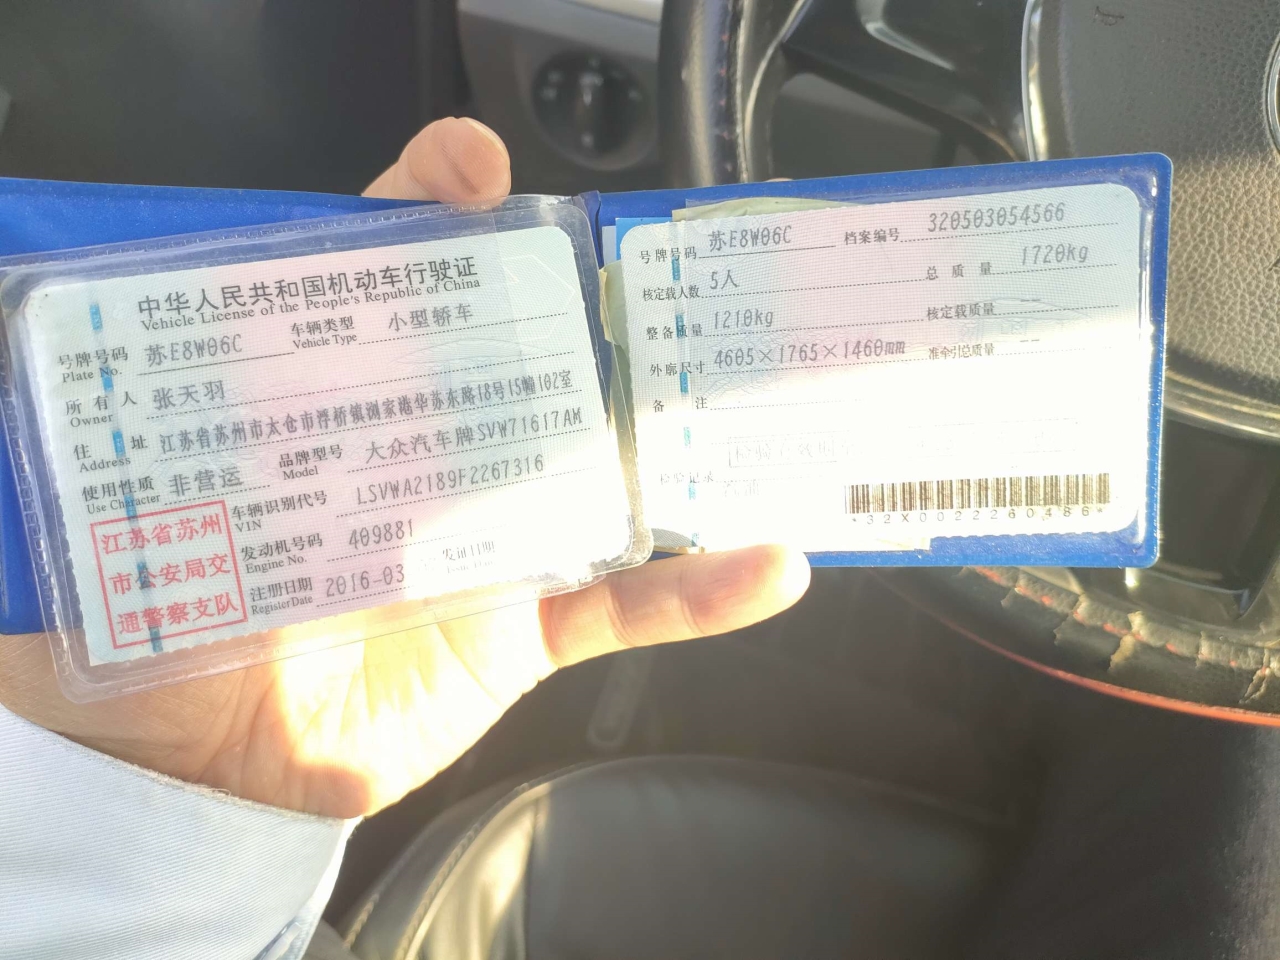 中华人民共和国机动车行驶证
Vehicle License of the People's Republic of China
号牌号码 苏E8W06C 车辆类型 小型轿车
Plate No. Vehicle Type
所有人 张天羽
Owner
住址 江苏省苏州市太仓市浮桥镇浏家港华苏东路18号15幢102室
Address
使用性质 非营运 品牌型号 大众汽车牌SVW71617AM
Use Character Model
车辆识别代号 LSVWA2189F2267316
VIN
发动机号码 409881
Engine No.
注册日期 2016-03 发证日期
Register Date
江苏省苏州
市公安局交
通警察支队
号牌号码 苏E8W06C 档案编号 320503054566
核定载人数 5人 总质量 1720kg
整备质量 1210kg 核定载质量 --
外廓尺寸 4605×1765×1460mm 准牵引总质量 --
备注
检验有效期
检验记录
*32X0022260486*